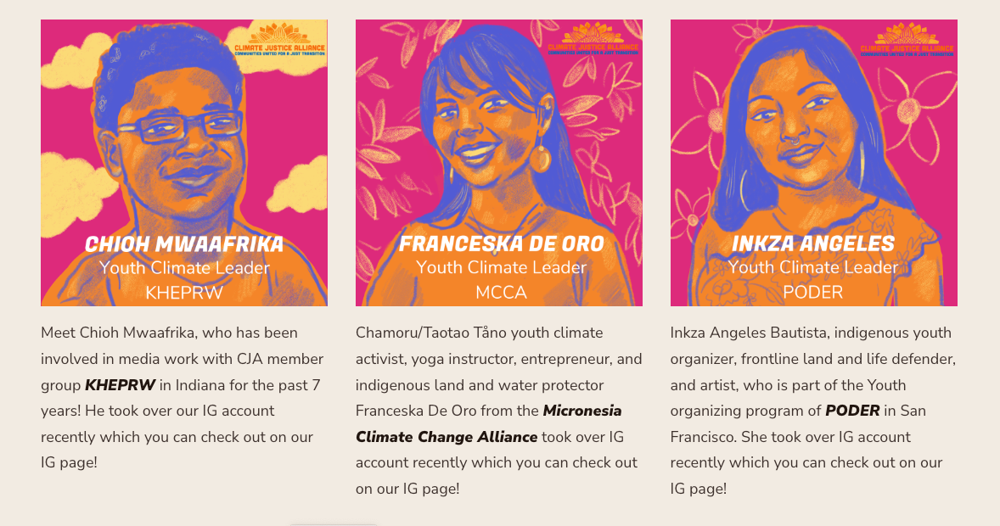 CLIMATE JUSTICE ALLIANCE
COMMUNITIES UNITED FOR A JUST TRANSITION
CHIOH MWAAFRIKA
Youth Climate Leader
KHEPRW
Meet Chioh Mwaafrika, who has been
involved in media work with CJA member
group KHEPRW in Indiana for the past 7
years! He took over our IG account
recently which you can check out on our
IG page!
CLIMATE JUSTICE ALLIANCE
COMMUNITIES UNITED FOR A JUST TRANSITION
FRANCESKA DE ORO
Youth Climate Leader
MCCA
Chamoru/Taotao Tåno youth climate
activist, yoga instructor, entrepreneur, and
indigenous land and water protector
Franceska De Oro from the Micronesia
Climate Change Alliance took over IG
account recently which you can check out
on our IG page!
CLIMATE JUSTICE ALLIANCE
COMMUNITIES UNITED FOR A JUST TRANSITION
INKZA ANGELES
Youth Climate Leader
PODER
Inkza Angeles Bautista, indigenous youth
organizer, frontline land and life defender,
and artist, who is part of the Youth
organizing program of PODER in San
Francisco. She took over IG account
recently which you can check out on our
IG page!